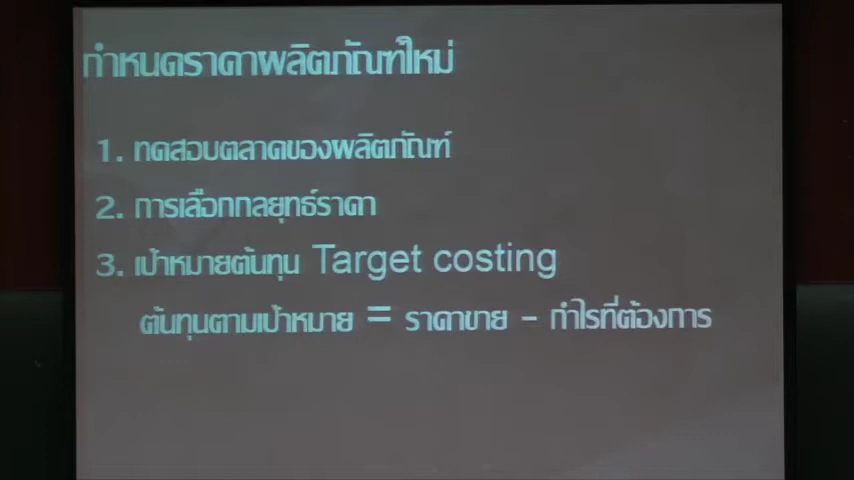 กำหนดราคาผลิตภัณฑ์ใหม่
1. ทดสอบตลาดของผลิตภัณฑ์
2. การเลือกกลยุทธ์ราคา
3. เป้าหมายต้นทุน Target costing
ต้นทุนตามเป้าหมาย = ราคาขาย - กำไรที่ต้องการ